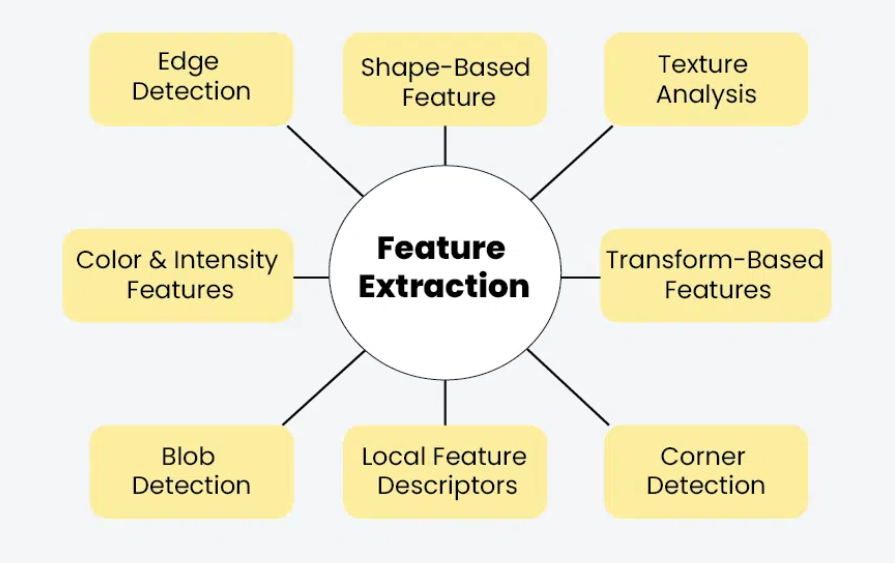 Edge
Detection
Shape-Based
Feature
Texture
Analysis
Color & Intensity
Features
Feature
Extraction
Transform-Based
Features
Blob
Detection
Local Feature
Descriptors
Corner
Detection